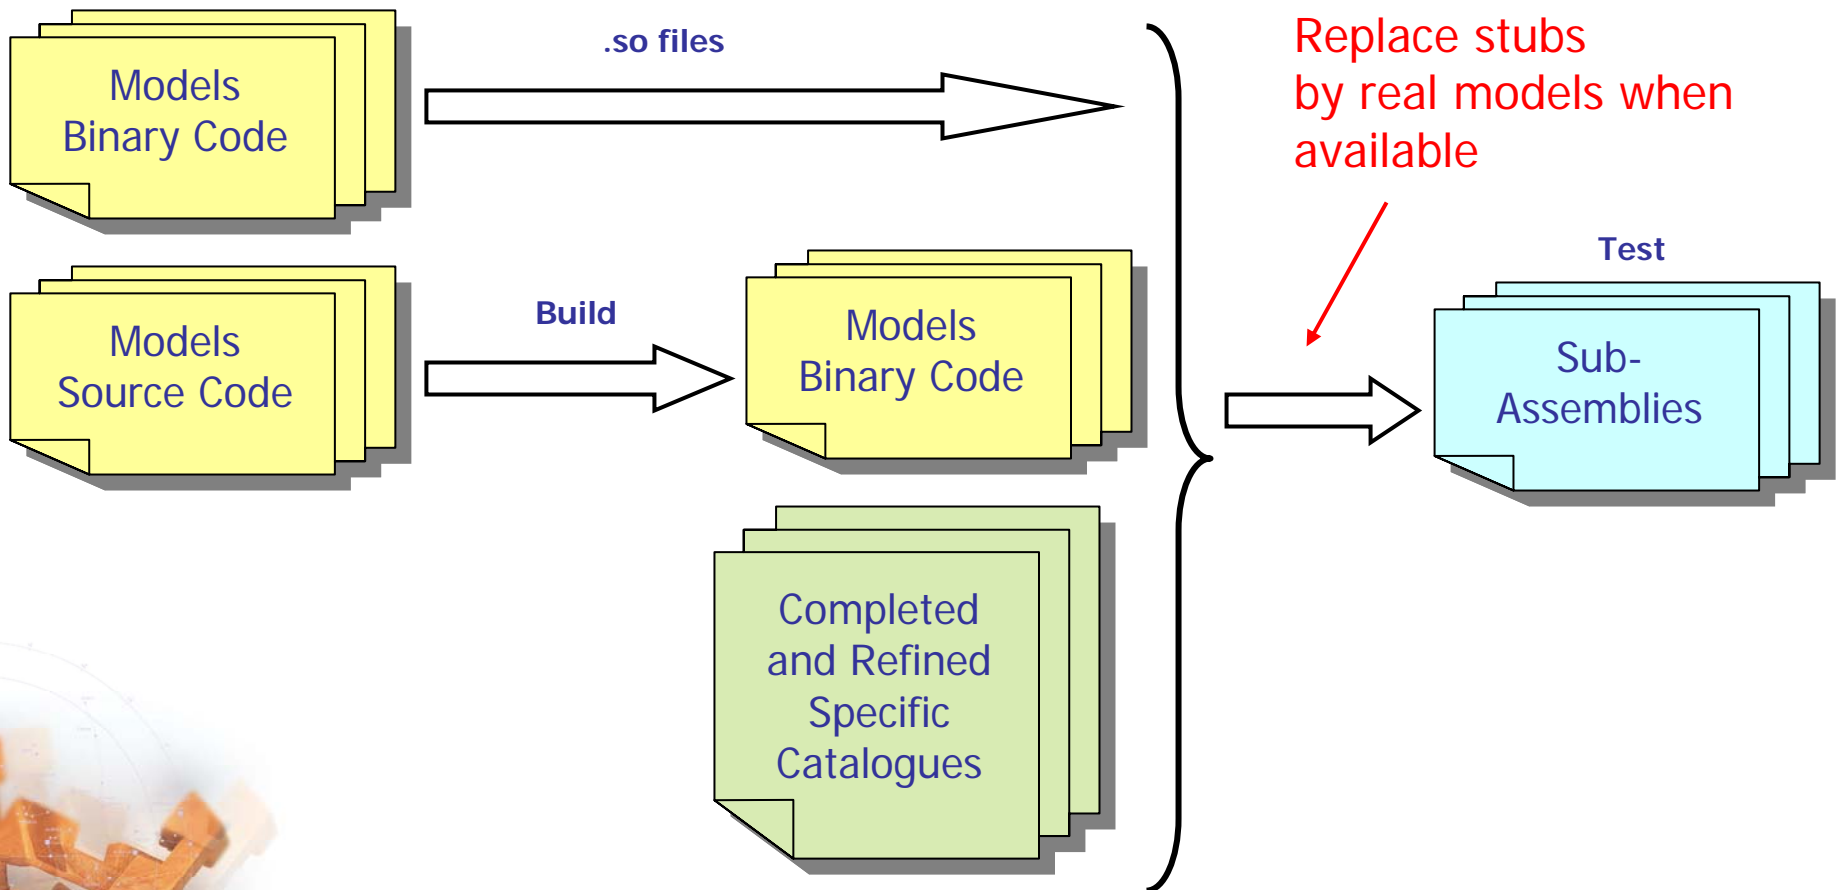 Models
Binary Code
.so files
Replace stubs
by real models when
available
Models
Source Code
Build
Models
Binary Code
Test
Sub-
Assemblies
Completed
and Refined
Specific
Catalogues